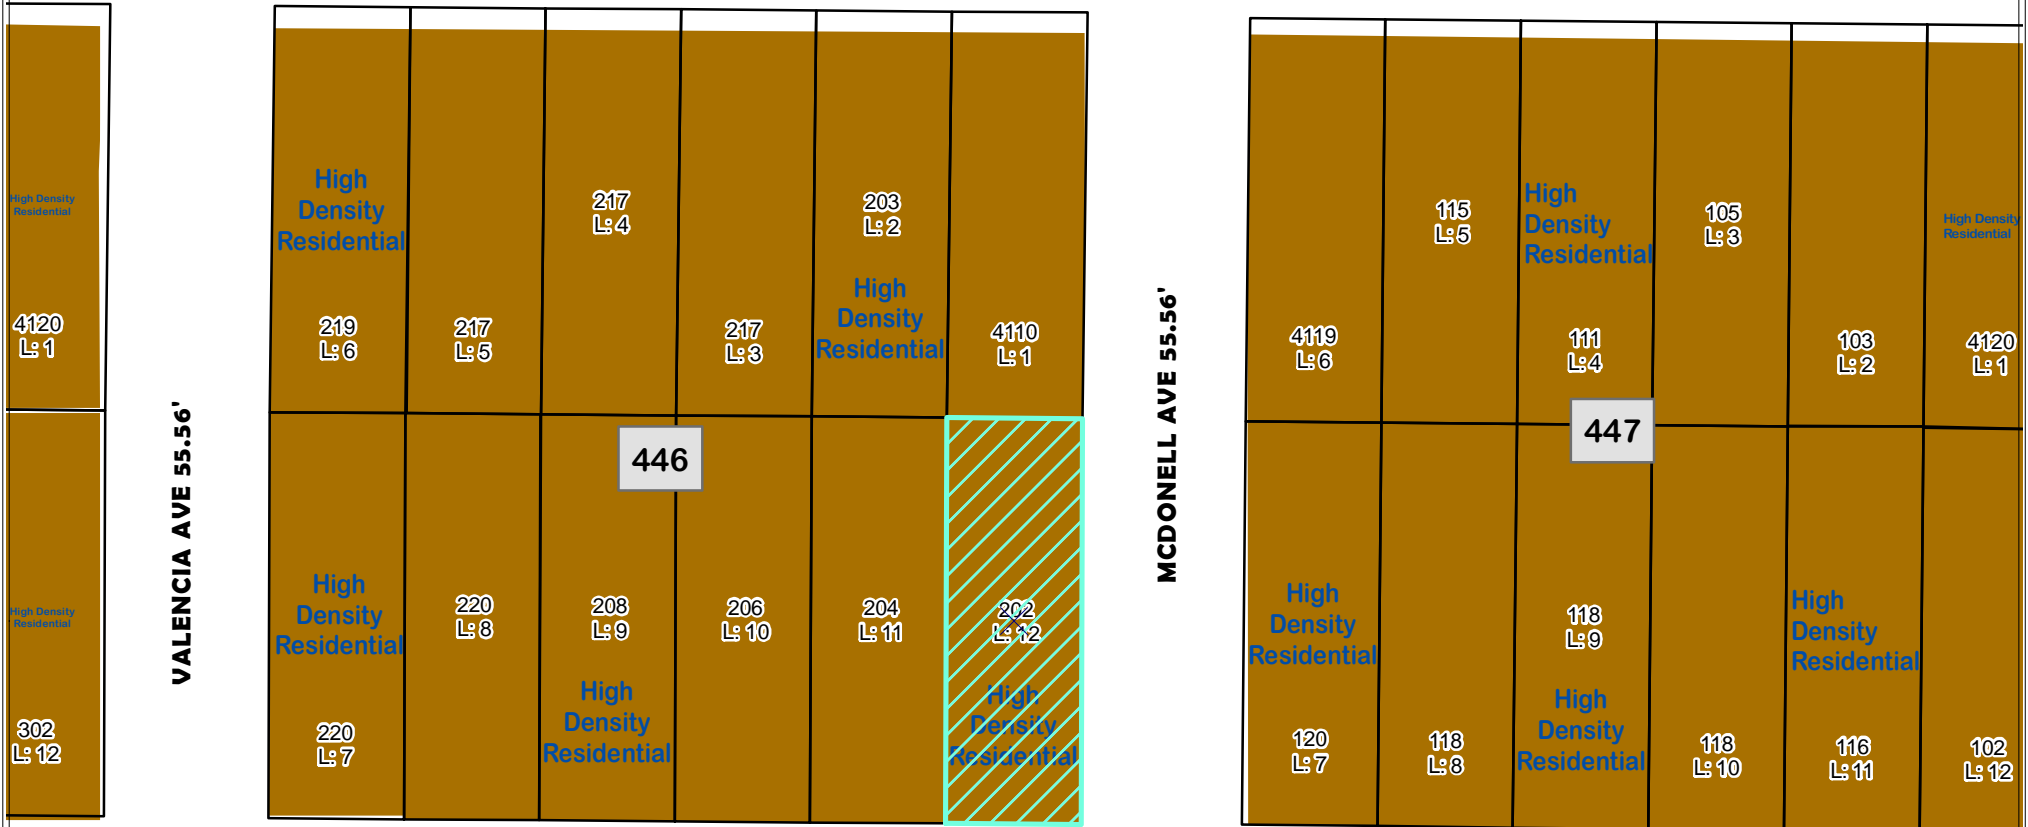 High Density
Residential
4120
L: 1
High Density
Residential
302
L: 12
VALENCIA AVE 55.56'
High
Density
Residential
219
L: 6
217
L: 5
217
L: 4
217
L: 3
203
L: 2
High
Density
Residential
4110
L: 1
446
High
Density
Residential
220
L: 7
220
L: 8
208
L: 9
High
Density
Residential
206
L: 10
204
L: 11
202
L: 12
High
Density
Residential
MCDONELL AVE 55.56'
4119
L: 6
115
L: 5
High
Density
Residential
111
L: 4
105
L: 3
103
L: 2
High Density
Residential
4120
L: 1
447
High
Density
Residential
120
L: 7
118
L: 8
118
L: 9
High
Density
Residential
118
L: 10
High
Density
Residential
116
L: 11
102
L: 12